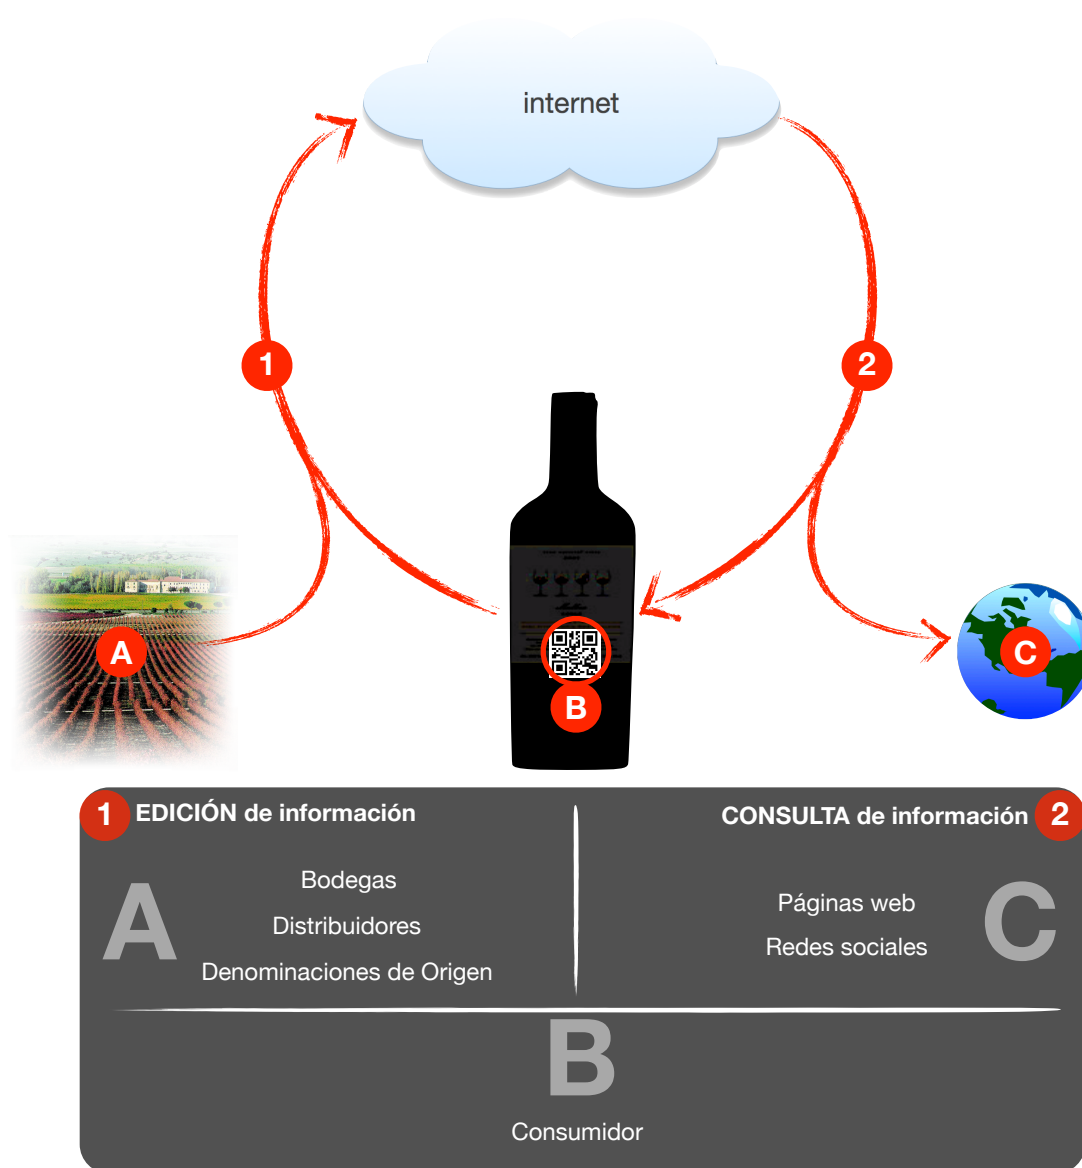 internet
1
2
A
B
C
1 EDICIÓN de información
CONSULTA de información 2
A
Bodegas
Distribuidores
Denominaciones de Origen
Páginas web
Redes sociales
C
B
Consumidor